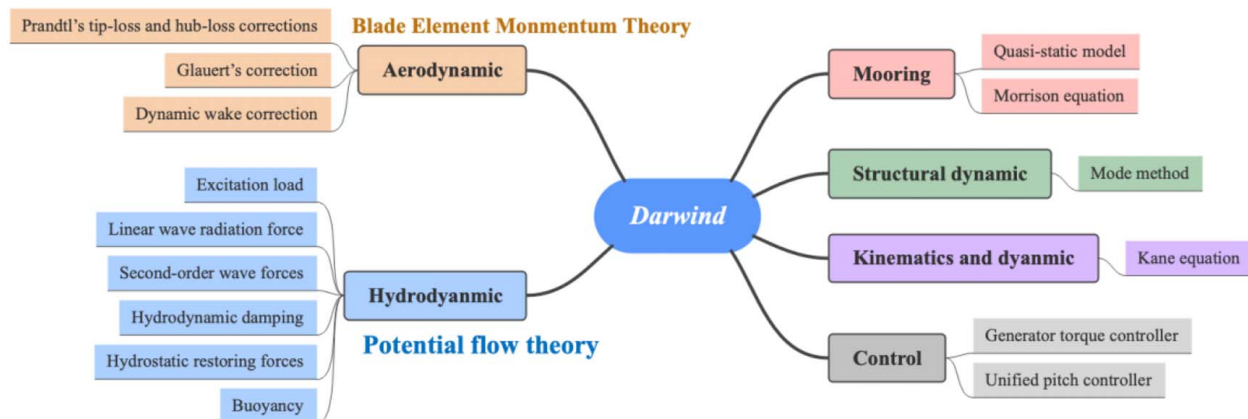 Prandtl's tip-loss and hub-loss corrections
Glauert's correction
Dynamic wake correction
Blade Element Monmentum Theory
Aerodynamic
Excitation load
Linear wave radiation force
Second-order wave forces
Hydrodynamic damping
Hydrostatic restoring forces
Buoyancy
Hydrodyanmic
Potential flow theory
Darwind
Mooring
Quasi-static model
Morrison equation
Structural dynamic
Mode method
Kinematics and dyanmic
Kane equation
Control
Generator torque controller
Unified pitch controller